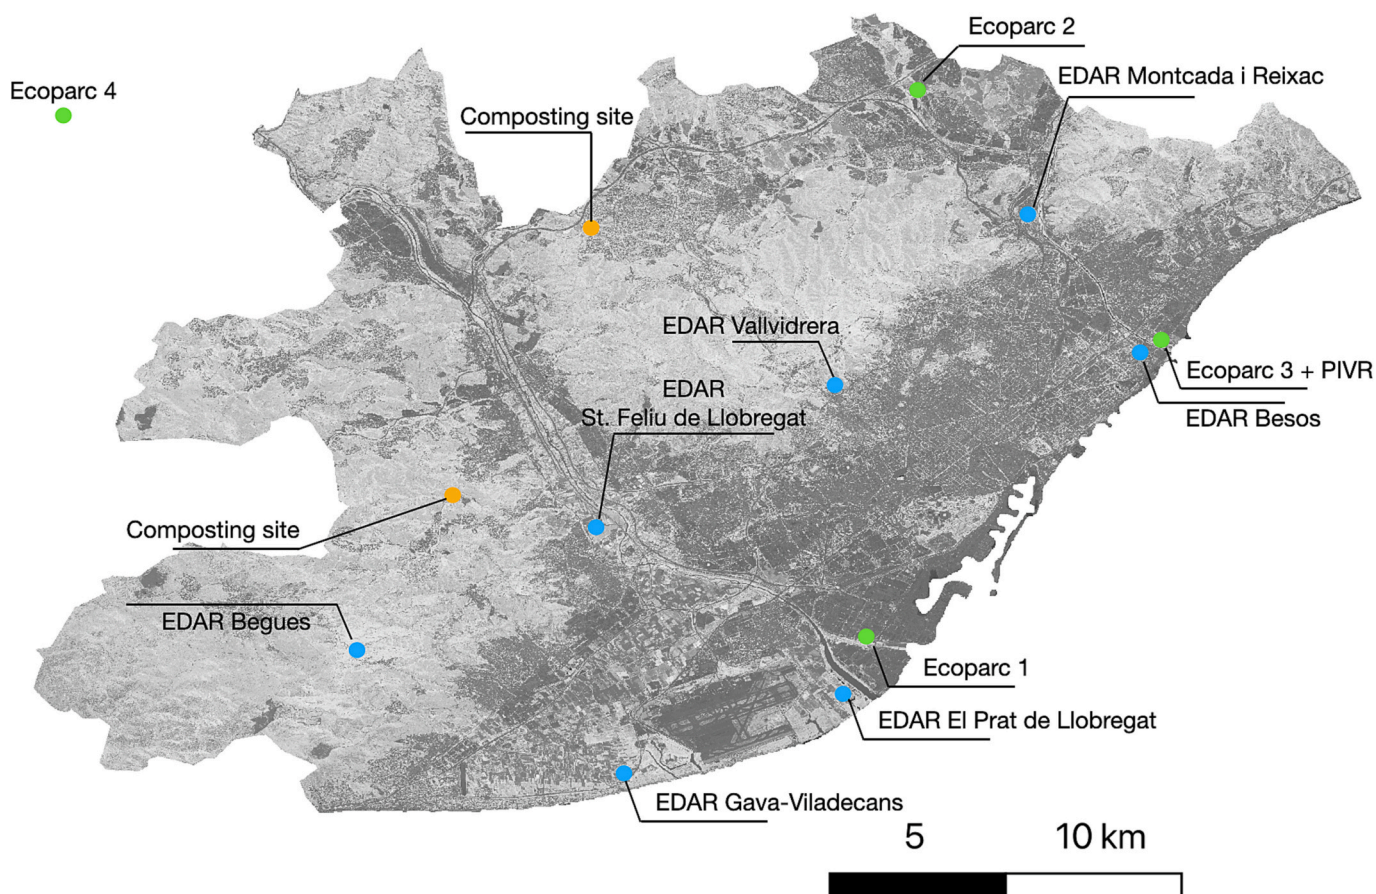 Ecoparc 2
EDAR Montcada i Reixac
Ecoparc 4
Composting site
EDAR Vallvidrera
Ecoparc 3 + PIVR
EDAR
St. Feliu de Llobregat
EDAR Besos
Composting site
EDAR Begues
Ecoparc 1
EDAR El Prat de Llobregat
EDAR Gava-Viladecans
5 10 km